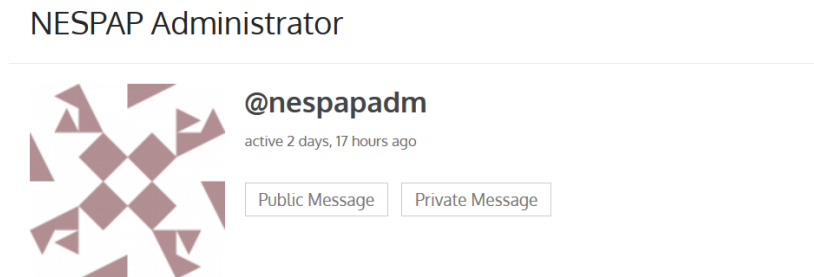 NESPAP Administrator
@nespapadm
active 2 days, 17 hours ago
Public Message Private Message